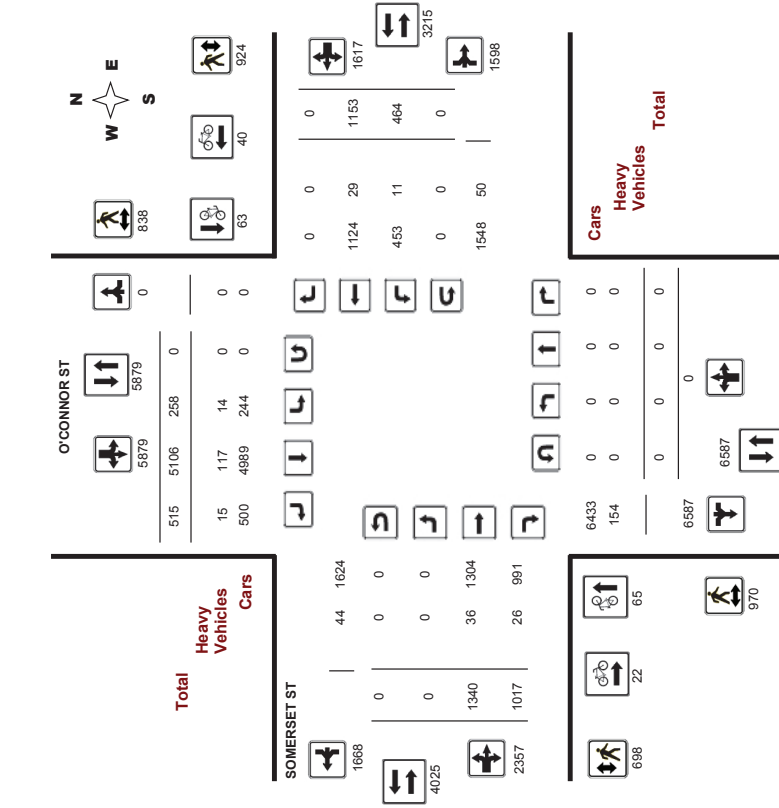 O'CONNOR ST
N
W E
S
5879 5879 0 838
515 5106 258 0
Total
Heavy
Vehicles
15 117 14 0 0
Cars
500 4989 244 0 0
63 40 924
SOMERSET ST
0 0 0
44 1624
1124 29 1153
1668 1617
0 0
453 11 464
0 0
3215
4025
0 0 0
1340 36 1304
1548 50 1598
1017 26 991
2357
6433 0 0 0 0 Cars
154 0 0 0 0 Heavy
Vehicles
698 22 65
0 0 0 0 Total
6587 0
6587
970